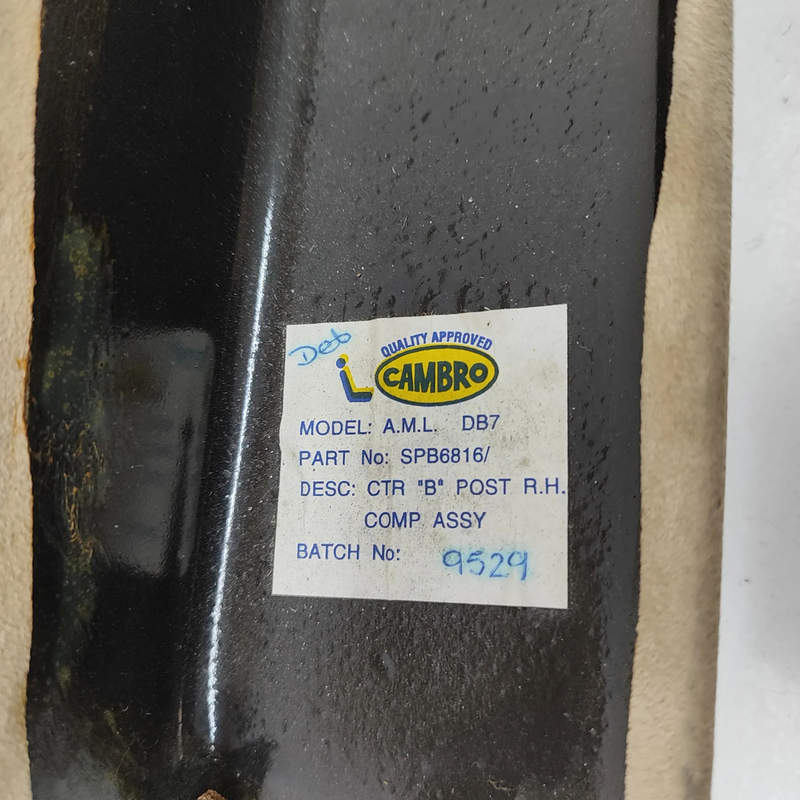 Deb
QUALITY APPROVED
CAMBRO
MODEL: A.M.L. DB7
PART No: SPB6816/
DESC: CTR "B" POST R.H.
COMP ASSY
BATCH No: 9529